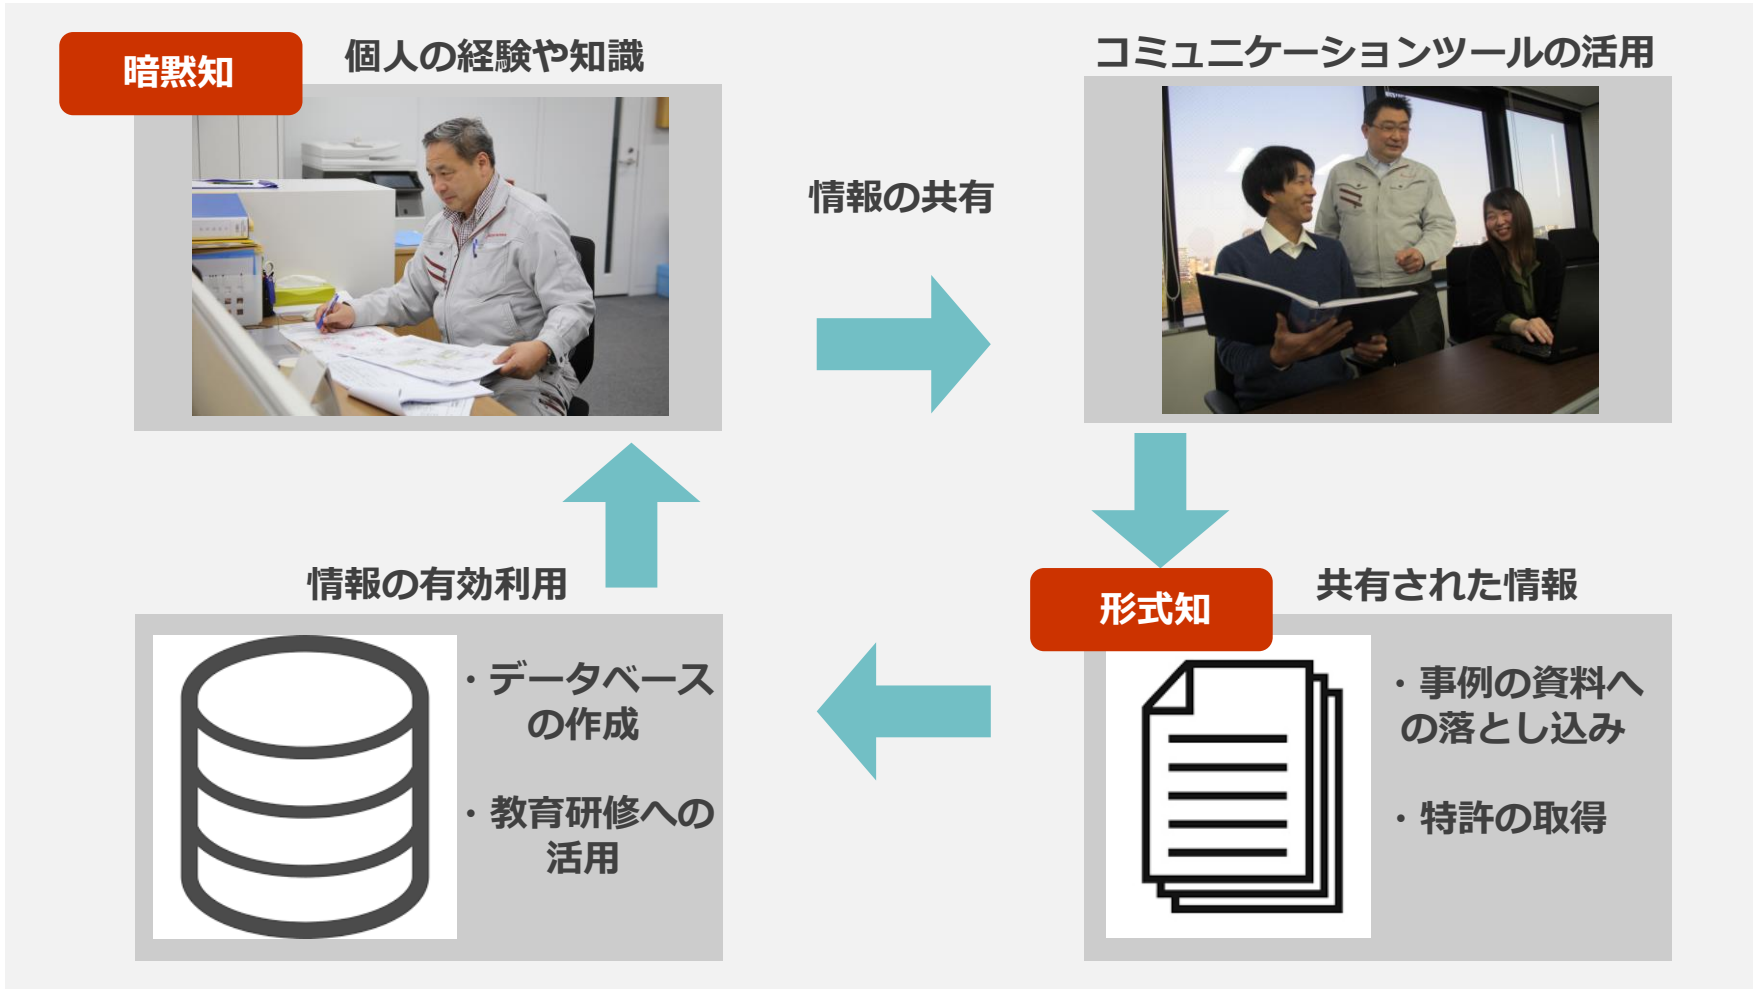 暗黙知
個人の経験や知識
コミュニケーションツールの活用
情報の共有
情報の有効利用
・データベース
の作成
・教育研修への
活用
形式知
共有された情報
・事例の資料へ
の落とし込み
・特許の取得